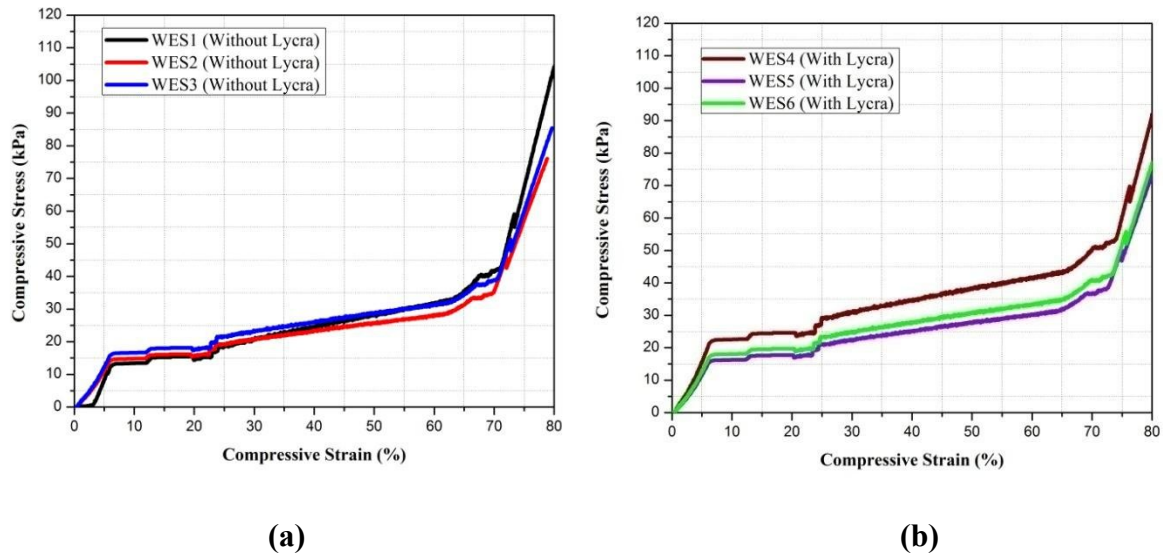 120
110
100
90
80
70
60
50
40
30
20
10
0
Compressive Stress (kPa)
WES1 (Without Lycra)
WES2 (Without Lycra)
WES3 (Without Lycra)
0 10 20 30 40 50 60 70 80
Compressive Strain (%)
(a)
120
110
100
90
80
70
60
50
40
30
20
10
0
Compressive Stress (kPa)
WES4 (With Lycra)
WES5 (With Lycra)
WES6 (With Lycra)
0 10 20 30 40 50 60 70 80
Compressive Strain (%)
(b)